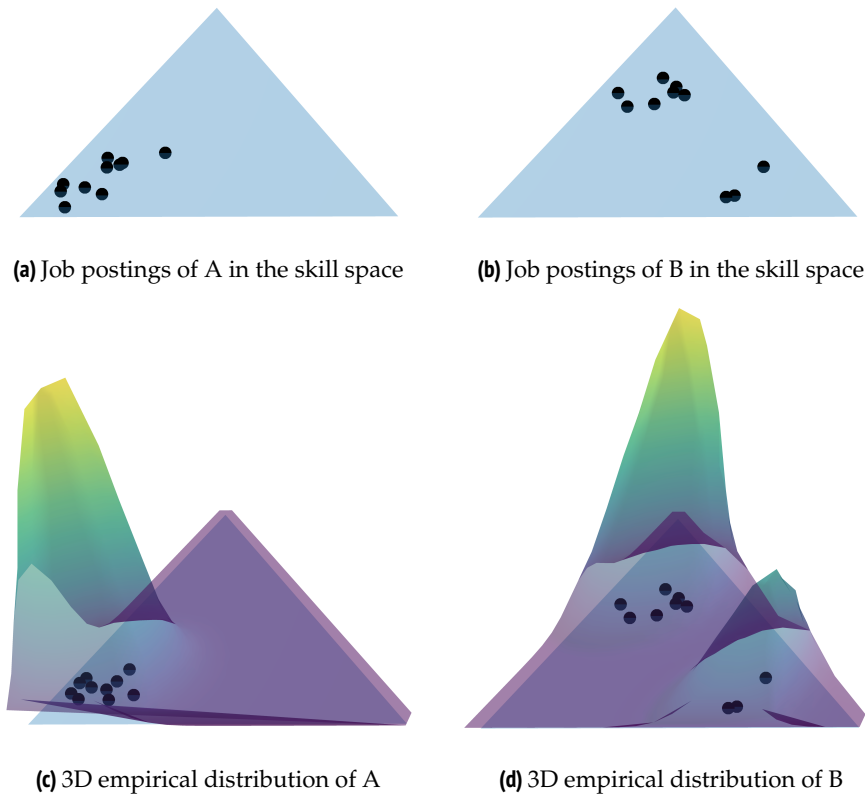 (a) Job postings of A in the skill space
(b) Job postings of B in the skill space
(c) 3D empirical distribution of A
(d) 3D empirical distribution of B